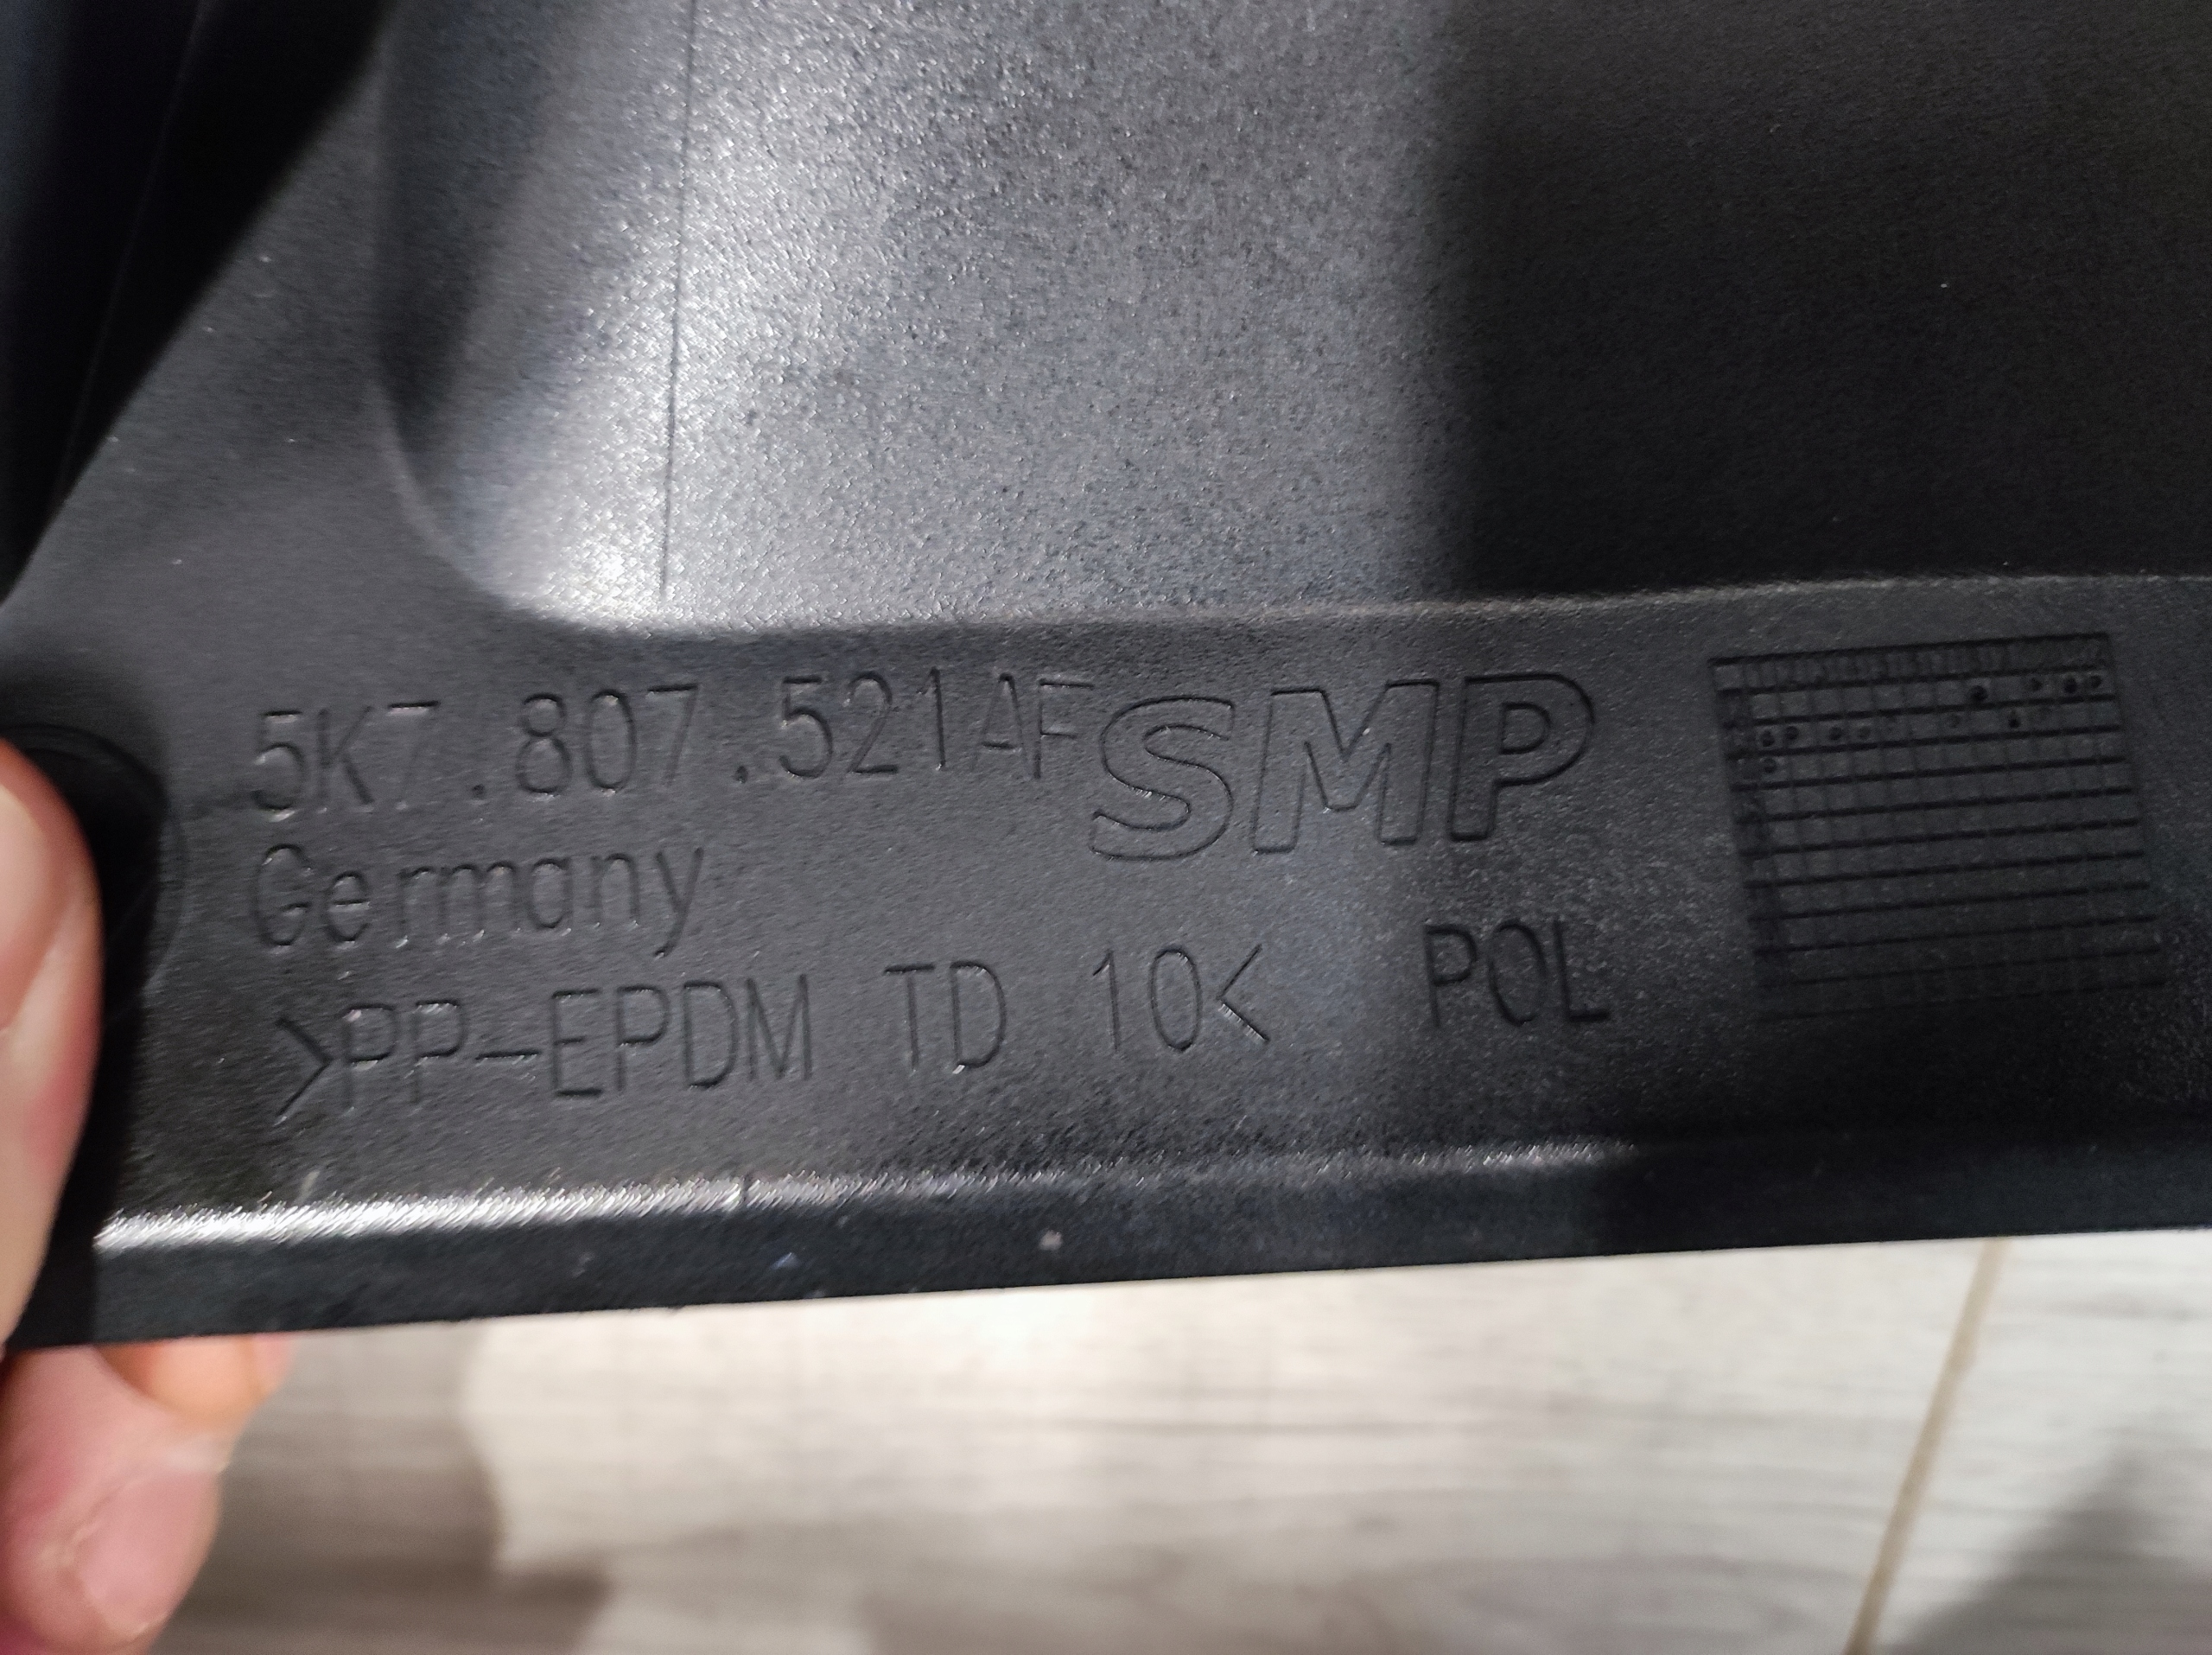 5K7.807.521AF
SMP
Germany
>PP-EPDM TD 10<
POL